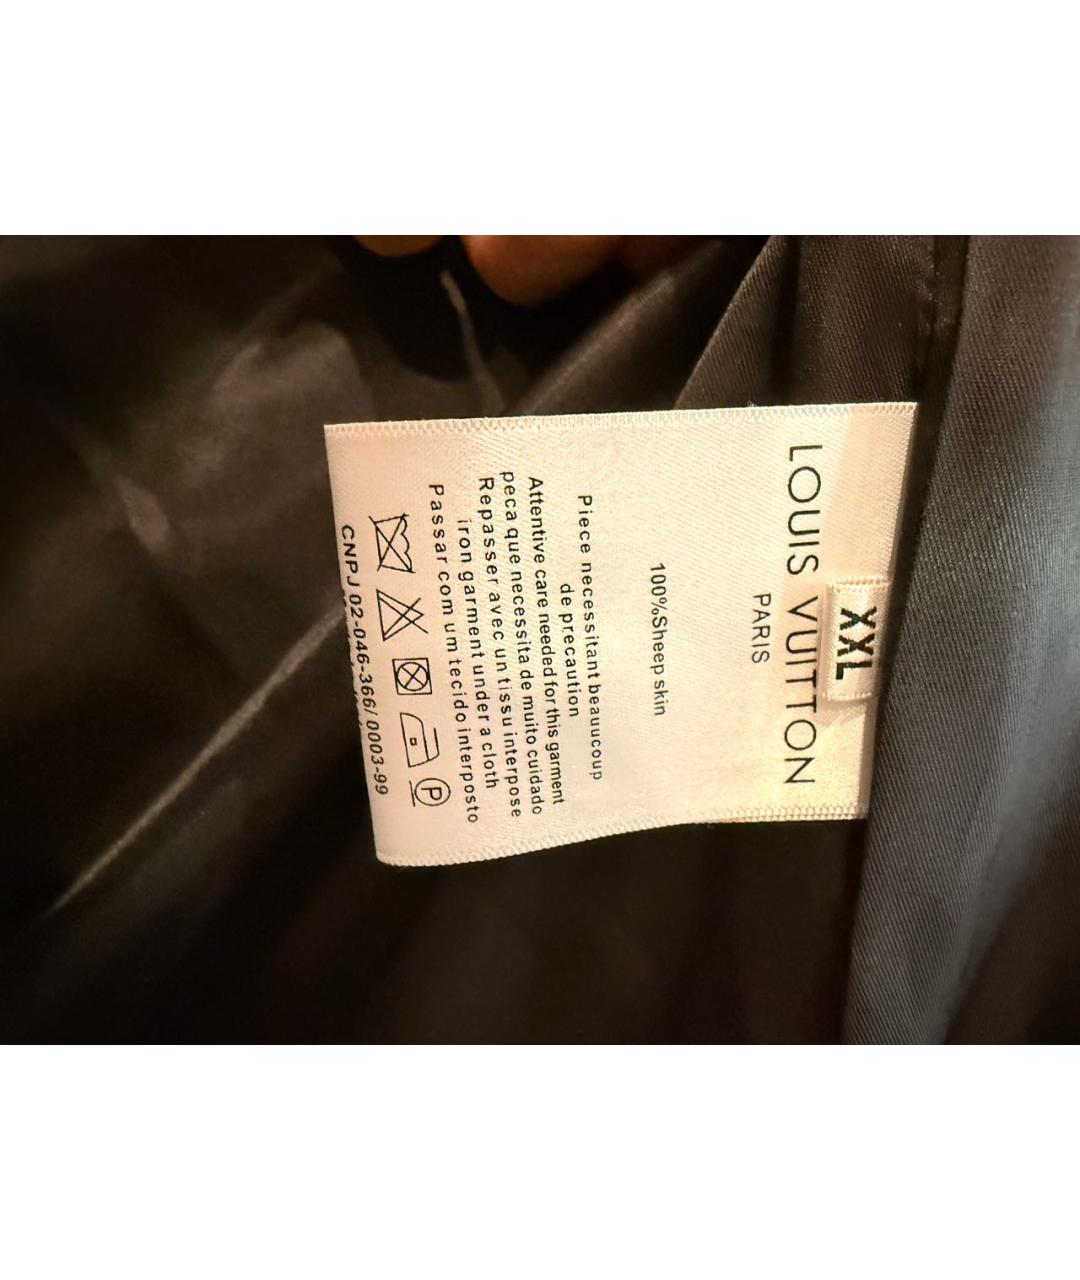 XXL
LOUIS VUITTON
PARIS
100%Sheep skin
Piece necessitant beauucoup
de precaution
Attentive care needed for this garment
peca que necessita de muito cuidado
Repasser avec un tissu interpose
iron garment under a cloth
Passar com um tecido interposto
P
CNPJ 02-046-366/ 0003-99